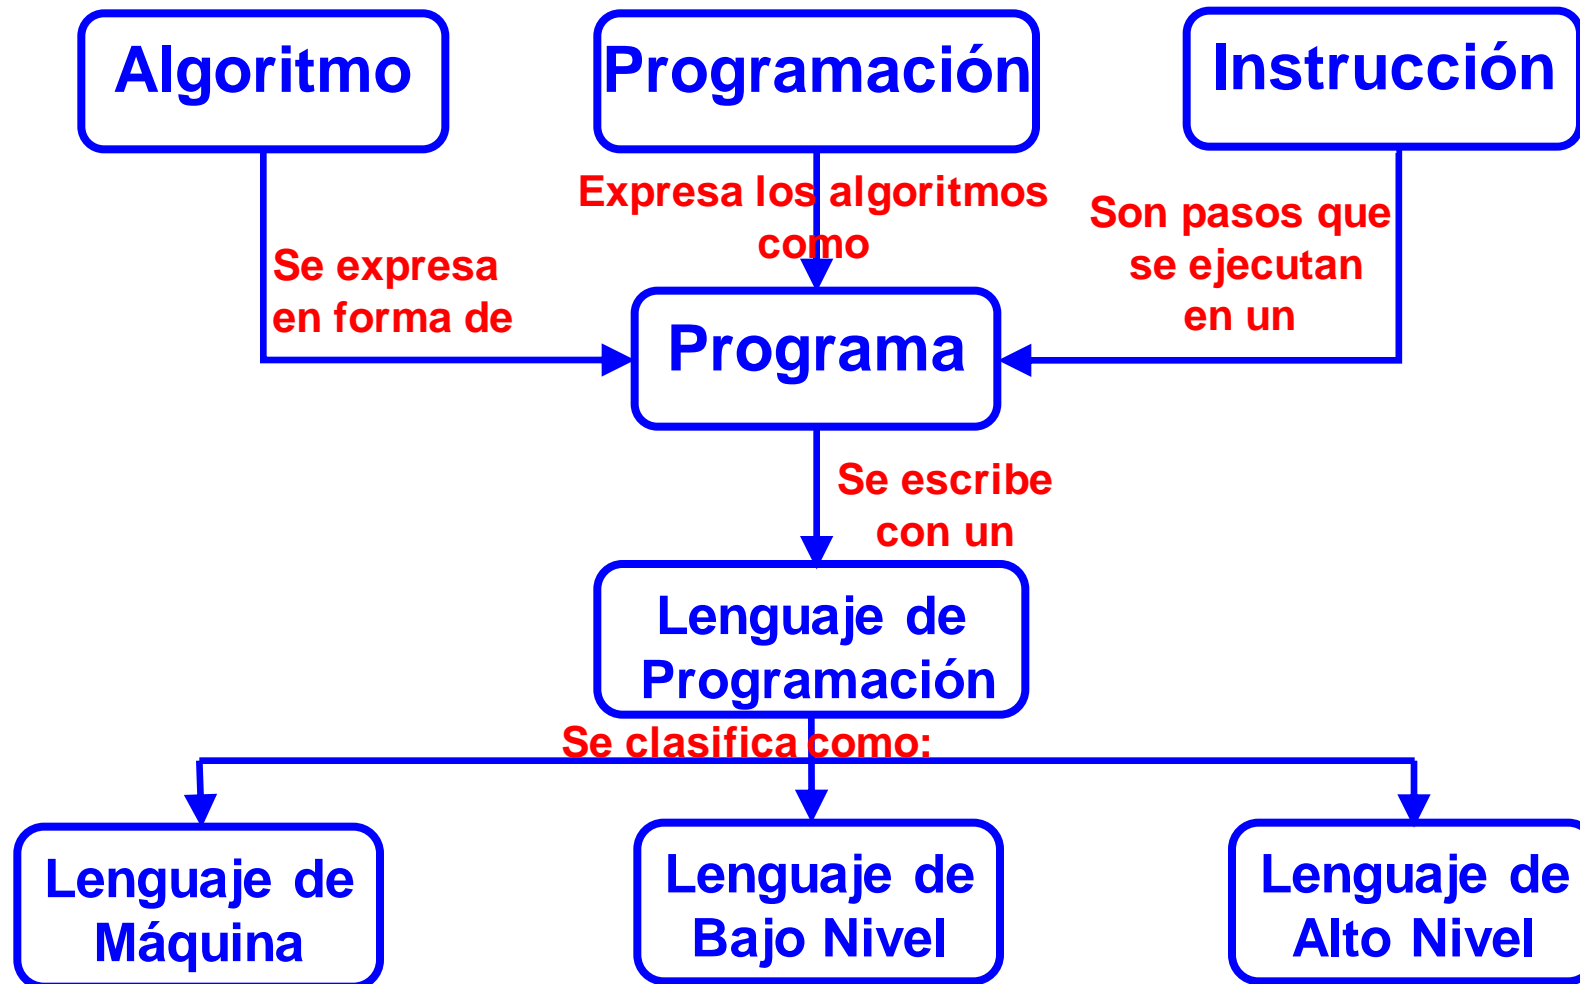 Algoritmo
Programación
Instrucción
Expresa los algoritmos
como
Se expresa
en forma de
Son pasos que
se ejecutan
en un
Programa
Se escribe
con un
Lenguaje de
Programación
Se clasifica como:
Lenguaje de
Máquina
Lenguaje de
Bajo Nivel
Lenguaje de
Alto Nivel